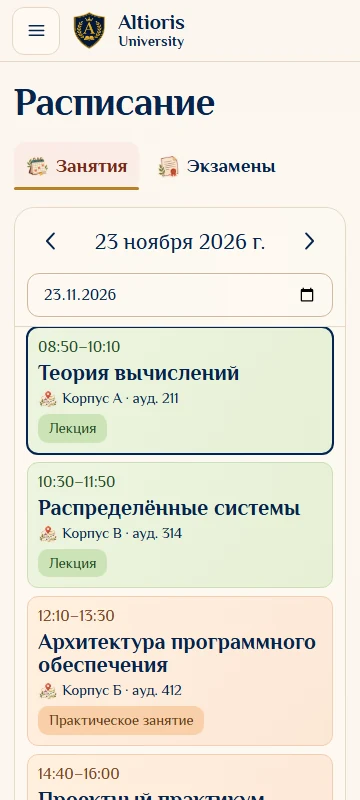 Altioris
University
Расписание
Занятия
Экзамены
23 ноября 2026 г.
23.11.2026
08:50–10:10
Теория вычислений
Корпус А · ауд. 211
Лекция
10:30–11:50
Распределённые системы
Корпус В · ауд. 314
Лекция
12:10–13:30
Архитектура программного
обеспечения
Корпус Б · ауд. 412
Практическое занятие
14:40–16:00
Проектный практикум